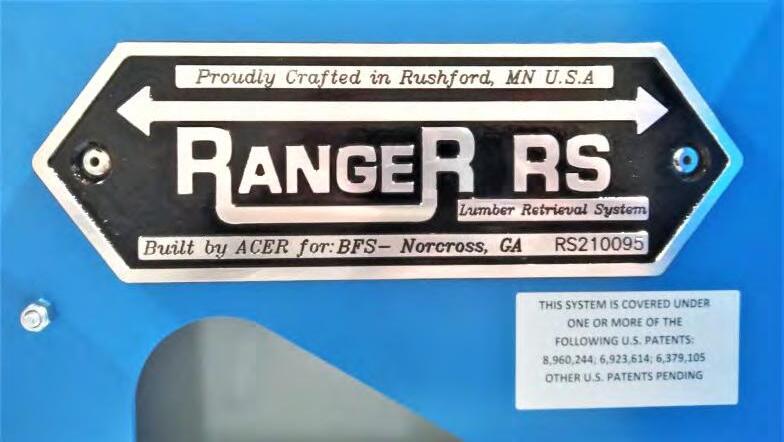 Proudly Crafted in Rushford, MN U.S.A
RANGER RS
Lumber Retrieval System
Built by ACER for: BFS- Norcross, GA RS210095
THIS SYSTEM IS COVERED UNDER
ONE OR MORE OF THE
FOLLOWING U.S. PATENTS:
8,960,244; 6,923,614; 6,379,105
OTHER U.S. PATENTS PENDING